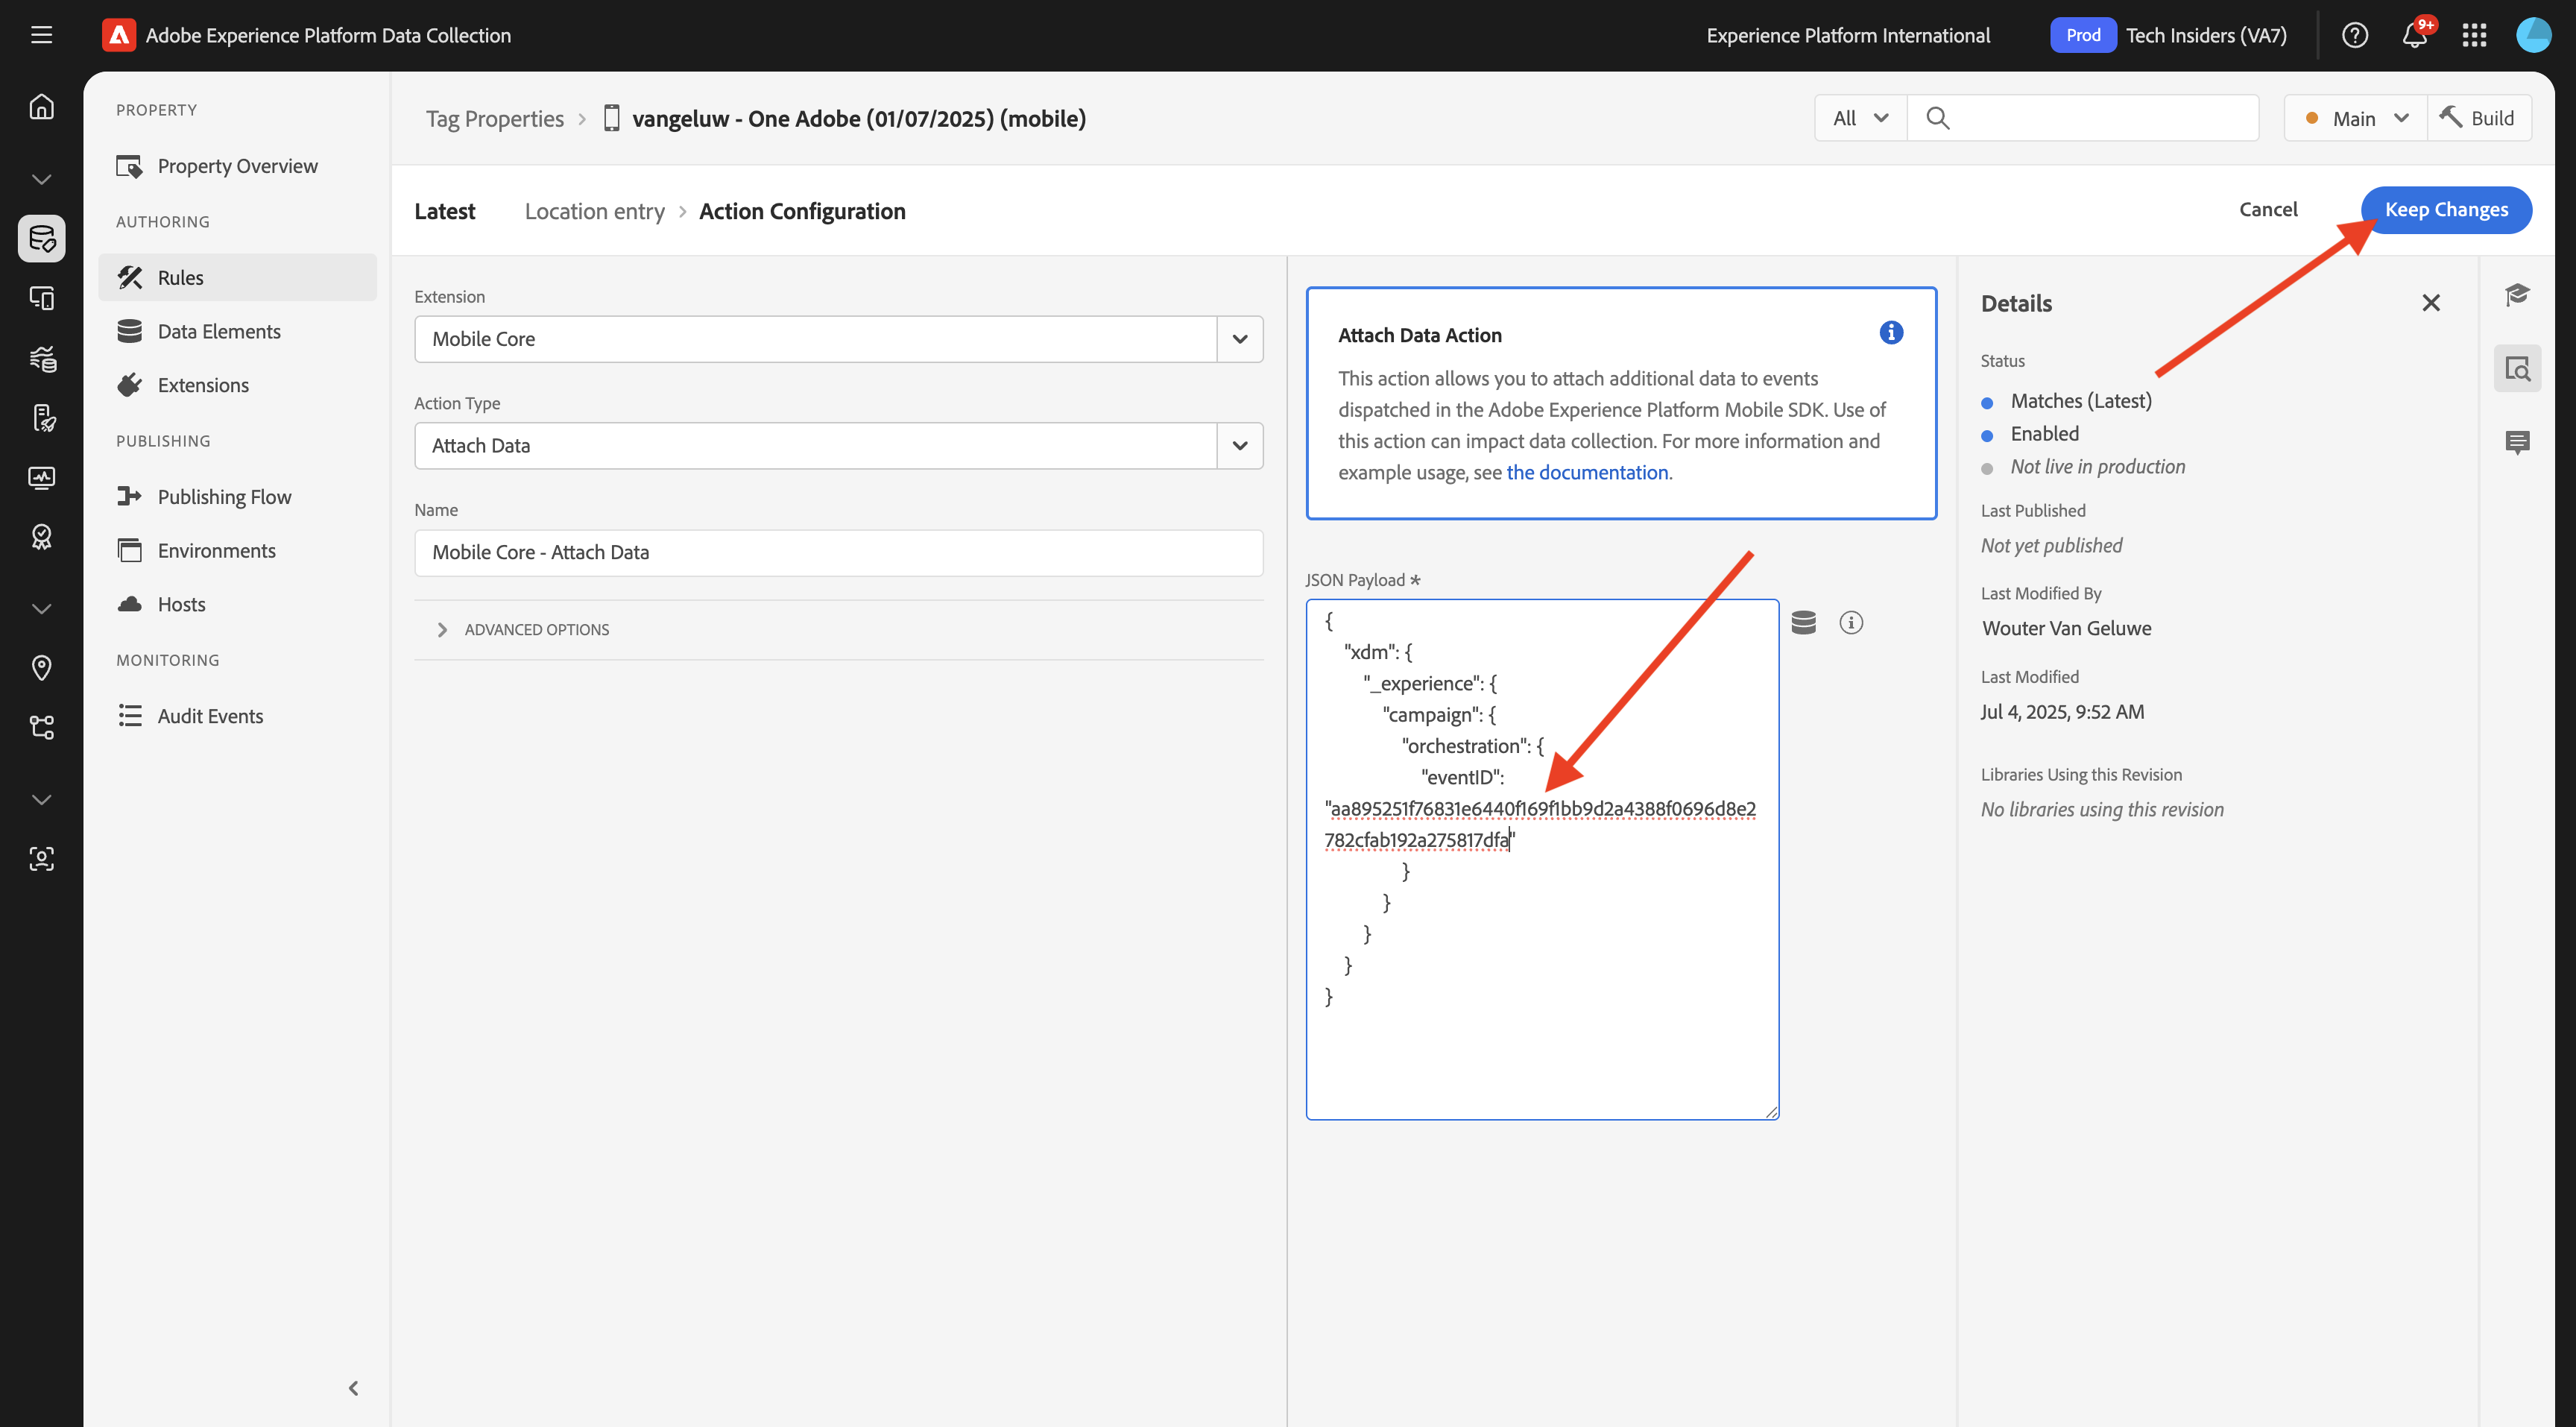 Adobe Experience Platform Data Collection
Experience Platform International
Prod
Tech Insiders (VA7)
9+
PROPERTY
Property Overview
AUTHORING
Rules
Data Elements
Extensions
PUBLISHING
Publishing Flow
Environments
Hosts
MONITORING
Audit Events
Tag Properties
vangeluw - One Adobe (01/07/2025) (mobile)
All
Main
Build
Latest
Location entry
Action Configuration
Cancel
Keep Changes
Extension
Mobile Core
Action Type
Attach Data
Name
Mobile Core - Attach Data
ADVANCED OPTIONS
Attach Data Action
This action allows you to attach additional data to events
dispatched in the Adobe Experience Platform Mobile SDK. Use of
this action can impact data collection. For more information and
example usage, see the documentation.
JSON Payload *
{
"xdm": {
"_experience": {
"campaign": {
"orchestration": {
"eventID":
"aa895251f76831e6440f169f1bb9d2a4388f0696d8e2
782cfab192a275817dfa"
}
}
}
}
}
Details
Status
Matches (Latest)
Enabled
Not live in production
Last Published
Not yet published
Last Modified By
Wouter Van Geluwe
Last Modified
Jul 4, 2025, 9:52 AM
Libraries Using this Revision
No libraries using this revision